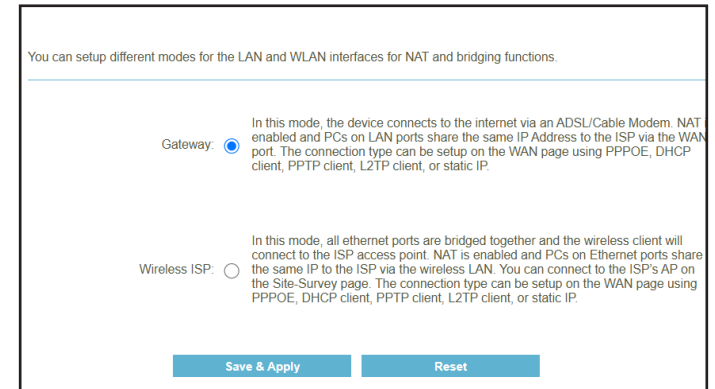 You can setup different modes for the LAN and WLAN interfaces for NAT and bridging functions.
In this mode, the device connects to the internet via an ADSL/Cable Modem. NAT i
Gateway: enabled and PCs on LAN ports share the same IP Address to the ISP via the WAN
port. The connection type can be setup on the WAN page using PPPOE, DHCP
client, PPTP client, L2TP client, or static IP.
In this mode, all ethernet ports are bridged together and the wireless client will
connect to the ISP access point. NAT is enabled and PCs on Ethernet ports share
Wireless ISP: the same IP to the ISP via the wireless LAN. You can connect to the ISP's AP on
the Site-Survey page. The connection type can be setup on the WAN page using
PPPOE, DHCP client, PPTP client, L2TP client, or static IP.
Save & Apply Reset